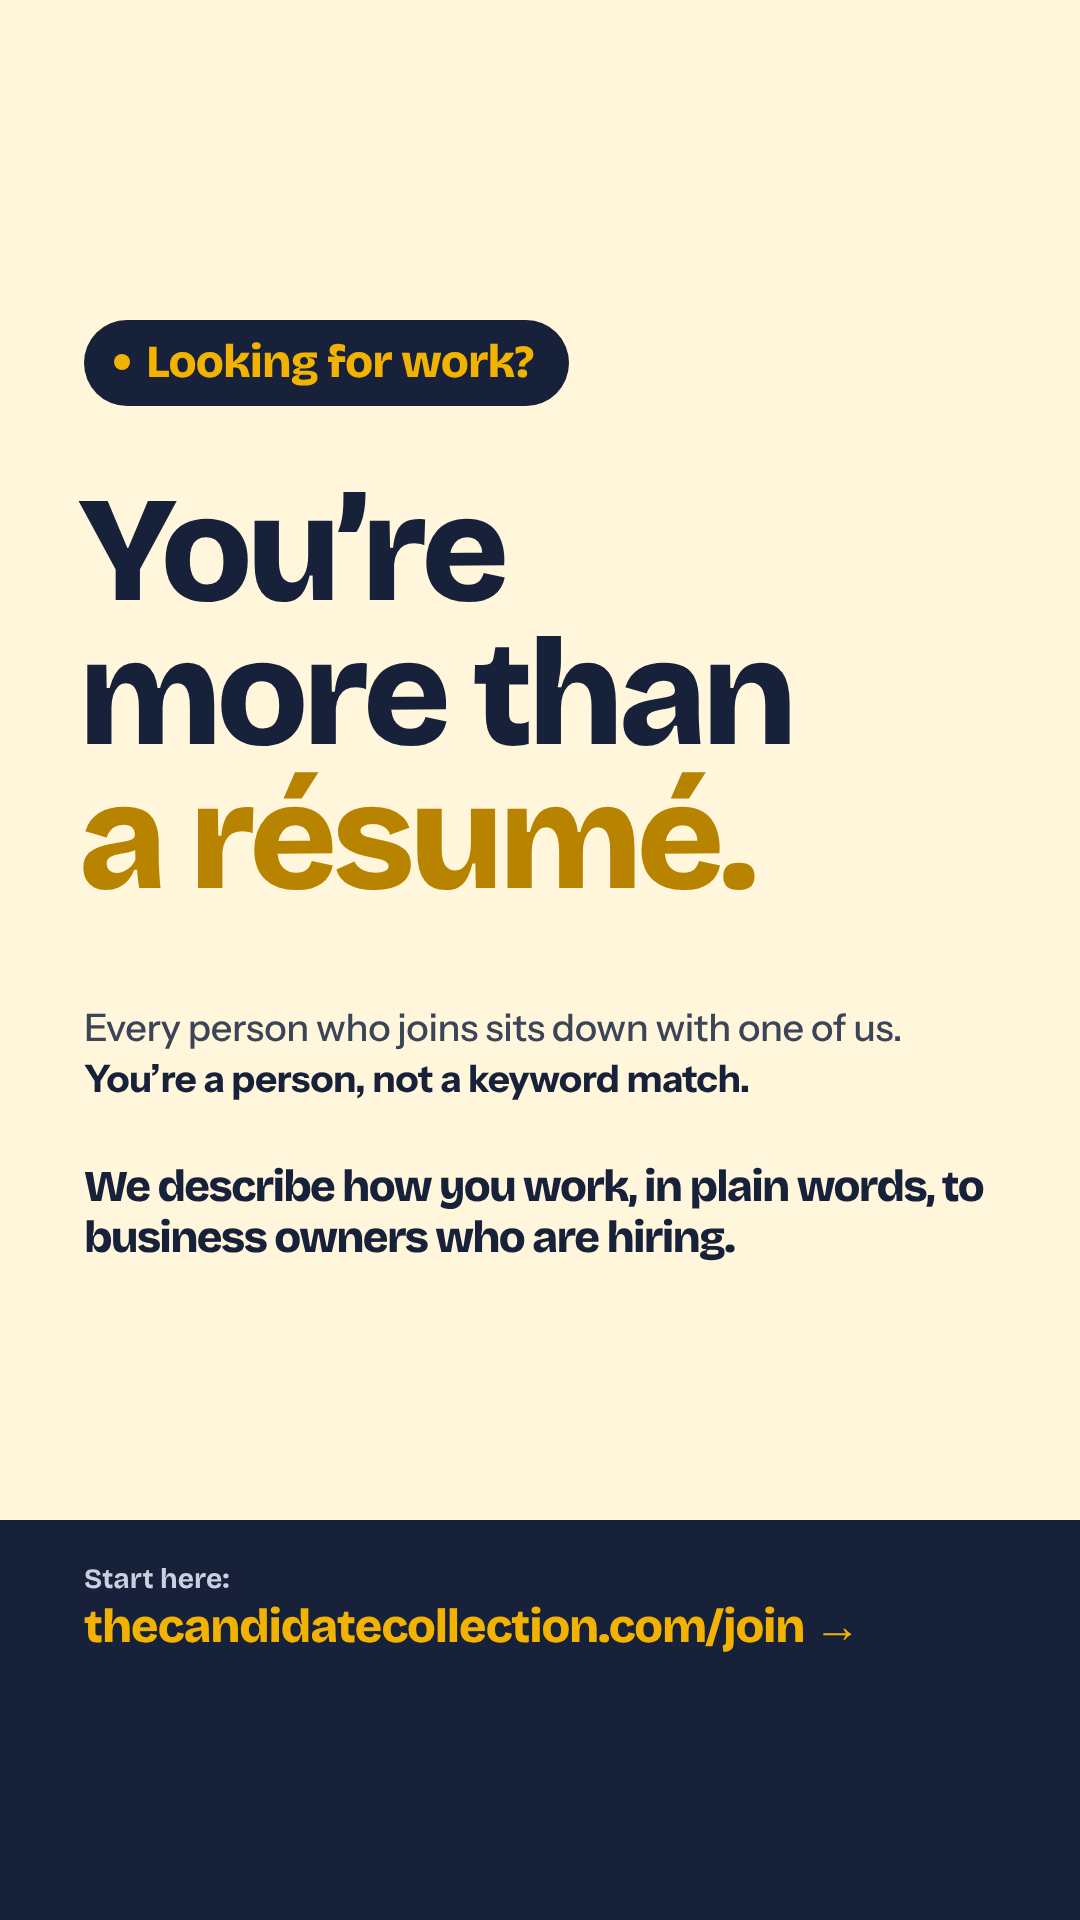 Looking for work?
You’re
more than
a résumé.
Every person who joins sits down with one of us.
You’re a person, not a keyword match.
We describe how you work, in plain words, to
business owners who are hiring.
Start here:
thecandidatecollection.com/join →